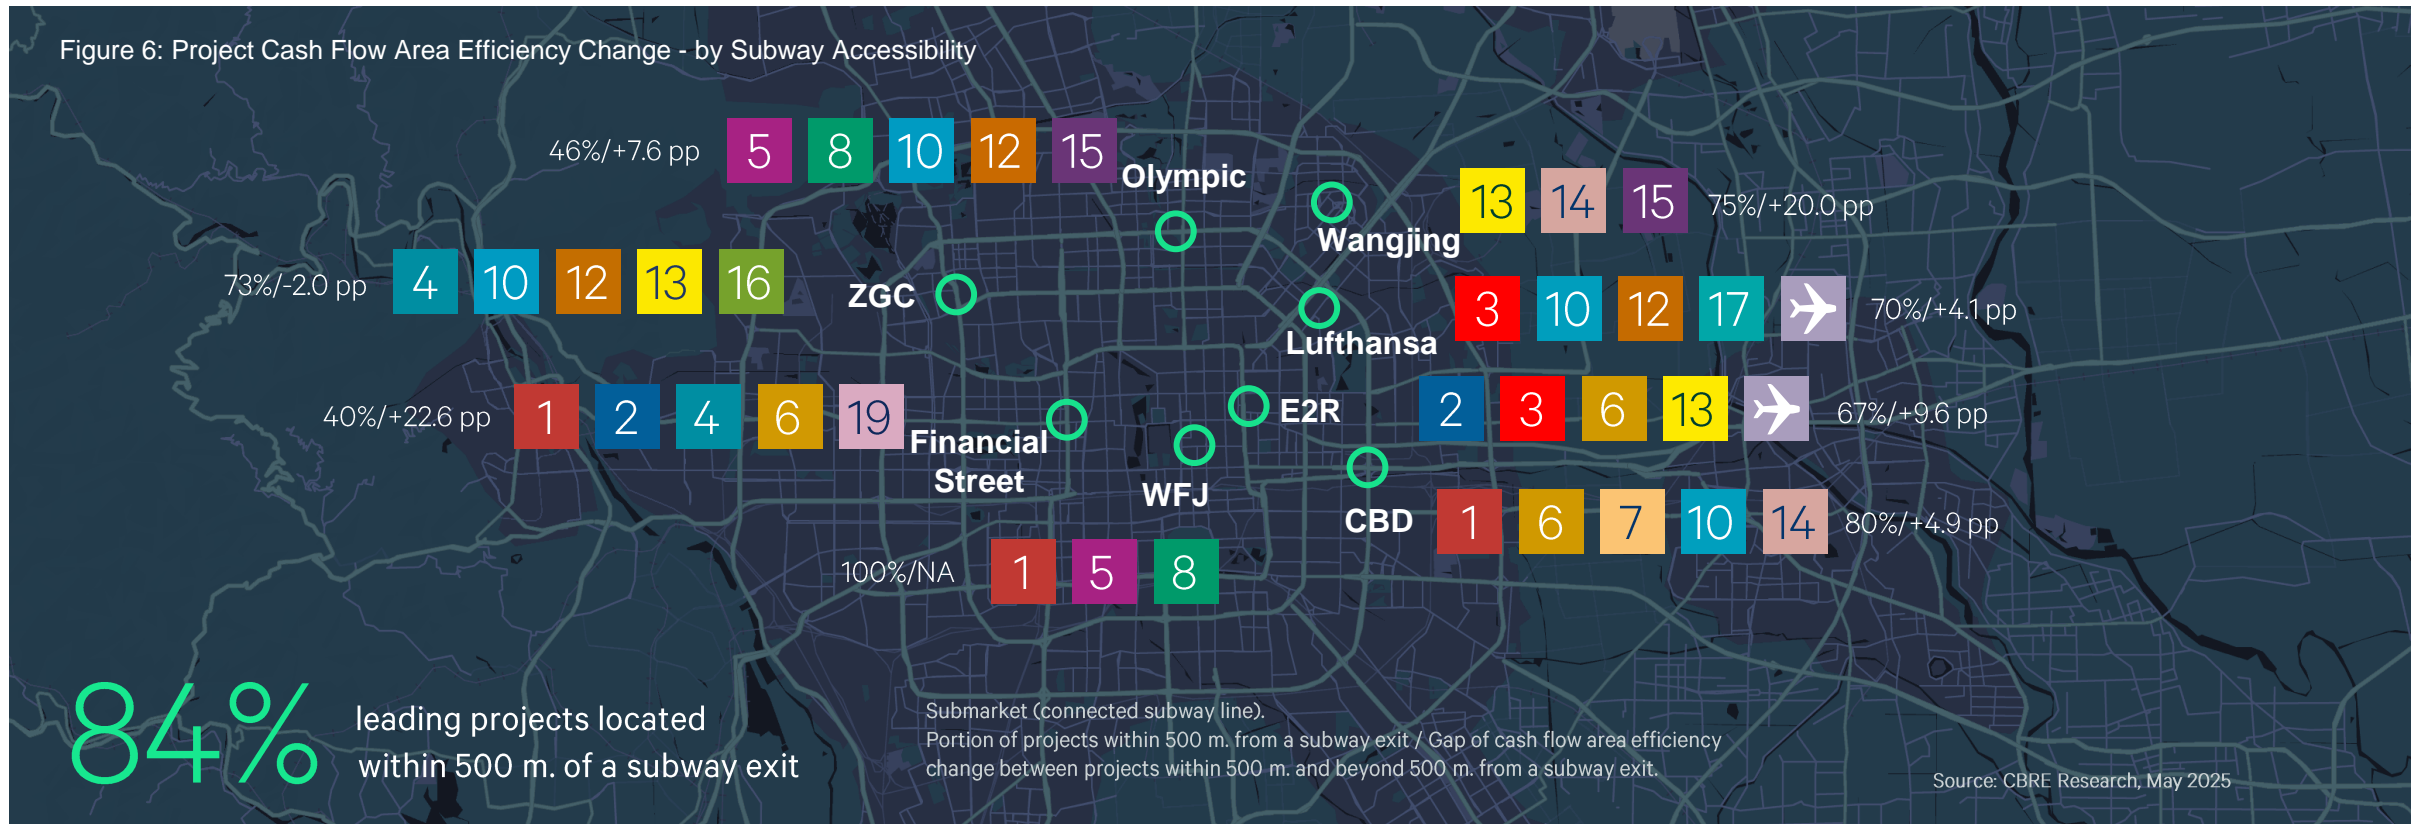 Figure 6: Project Cash Flow Area Efficiency Change - by Subway Accessibility
46%/+7.6 pp 5 8 10 12 15
Olympic
13 14 15 75%/+20.0 pp
Wangjing
73%/-2.0 pp 4 10 12 13 16
ZGC
3 10 12 17 70%/+4.1 pp
Lufthansa
40%/+22.6 pp 1 2 4 6 19
Financial
Street
E2R
2 3 6 13 67%/+9.6 pp
WFJ
100%/NA 1 5 8
CBD
1 6 7 10 14 80%/+4.9 pp
84%
leading projects located
within 500 m. of a subway exit
Submarket (connected subway line).
Portion of projects within 500 m. from a subway exit / Gap of cash flow area efficiency
change between projects within 500 m. and beyond 500 m. from a subway exit.
Source: CBRE Research, May 2025